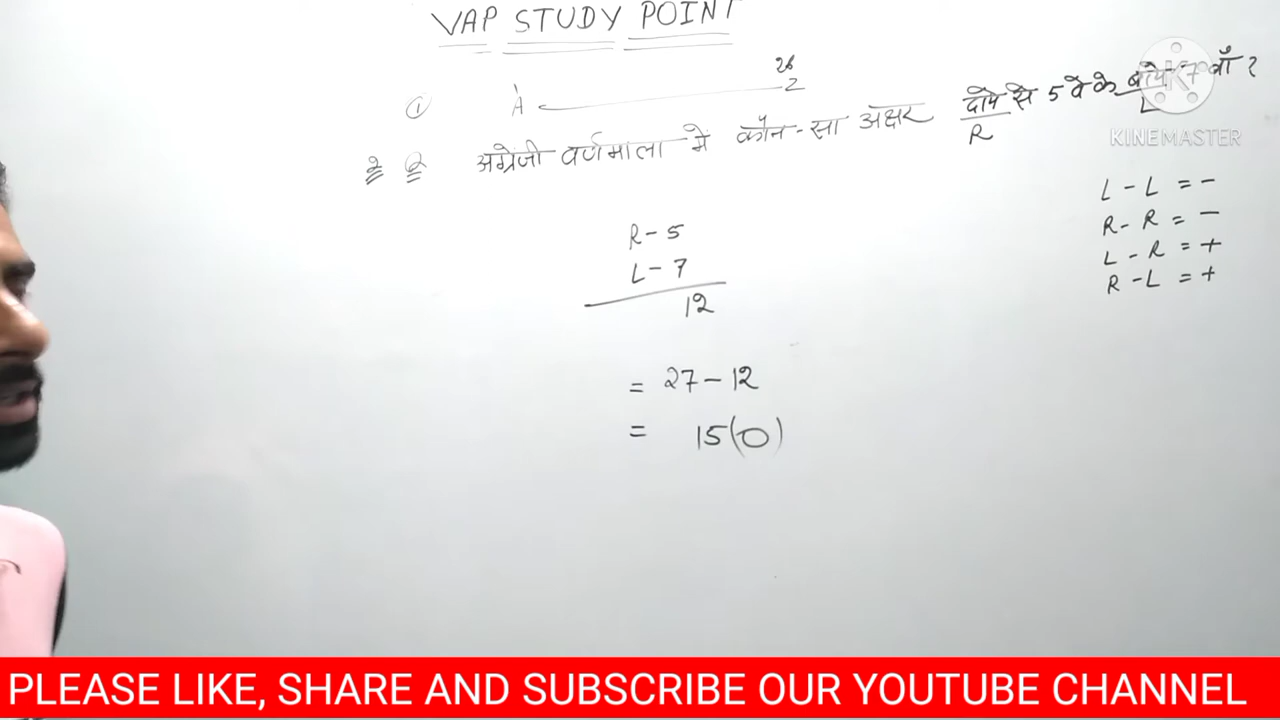 VAP STUDY POINT
① A 26 Z
२ Q अंग्रेजी वर्णमाला में कौन-सा अक्षर दाँये से 5 वें के बाँये 7 वाँ ?
R L
KINEMASTER
L - L = -
R - R = -
L - R = +
R - L = +
R - 5
L - 7
12
= 27 - 12
= 15(O)
PLEASE LIKE, SHARE AND SUBSCRIBE OUR YOUTUBE CHANNEL